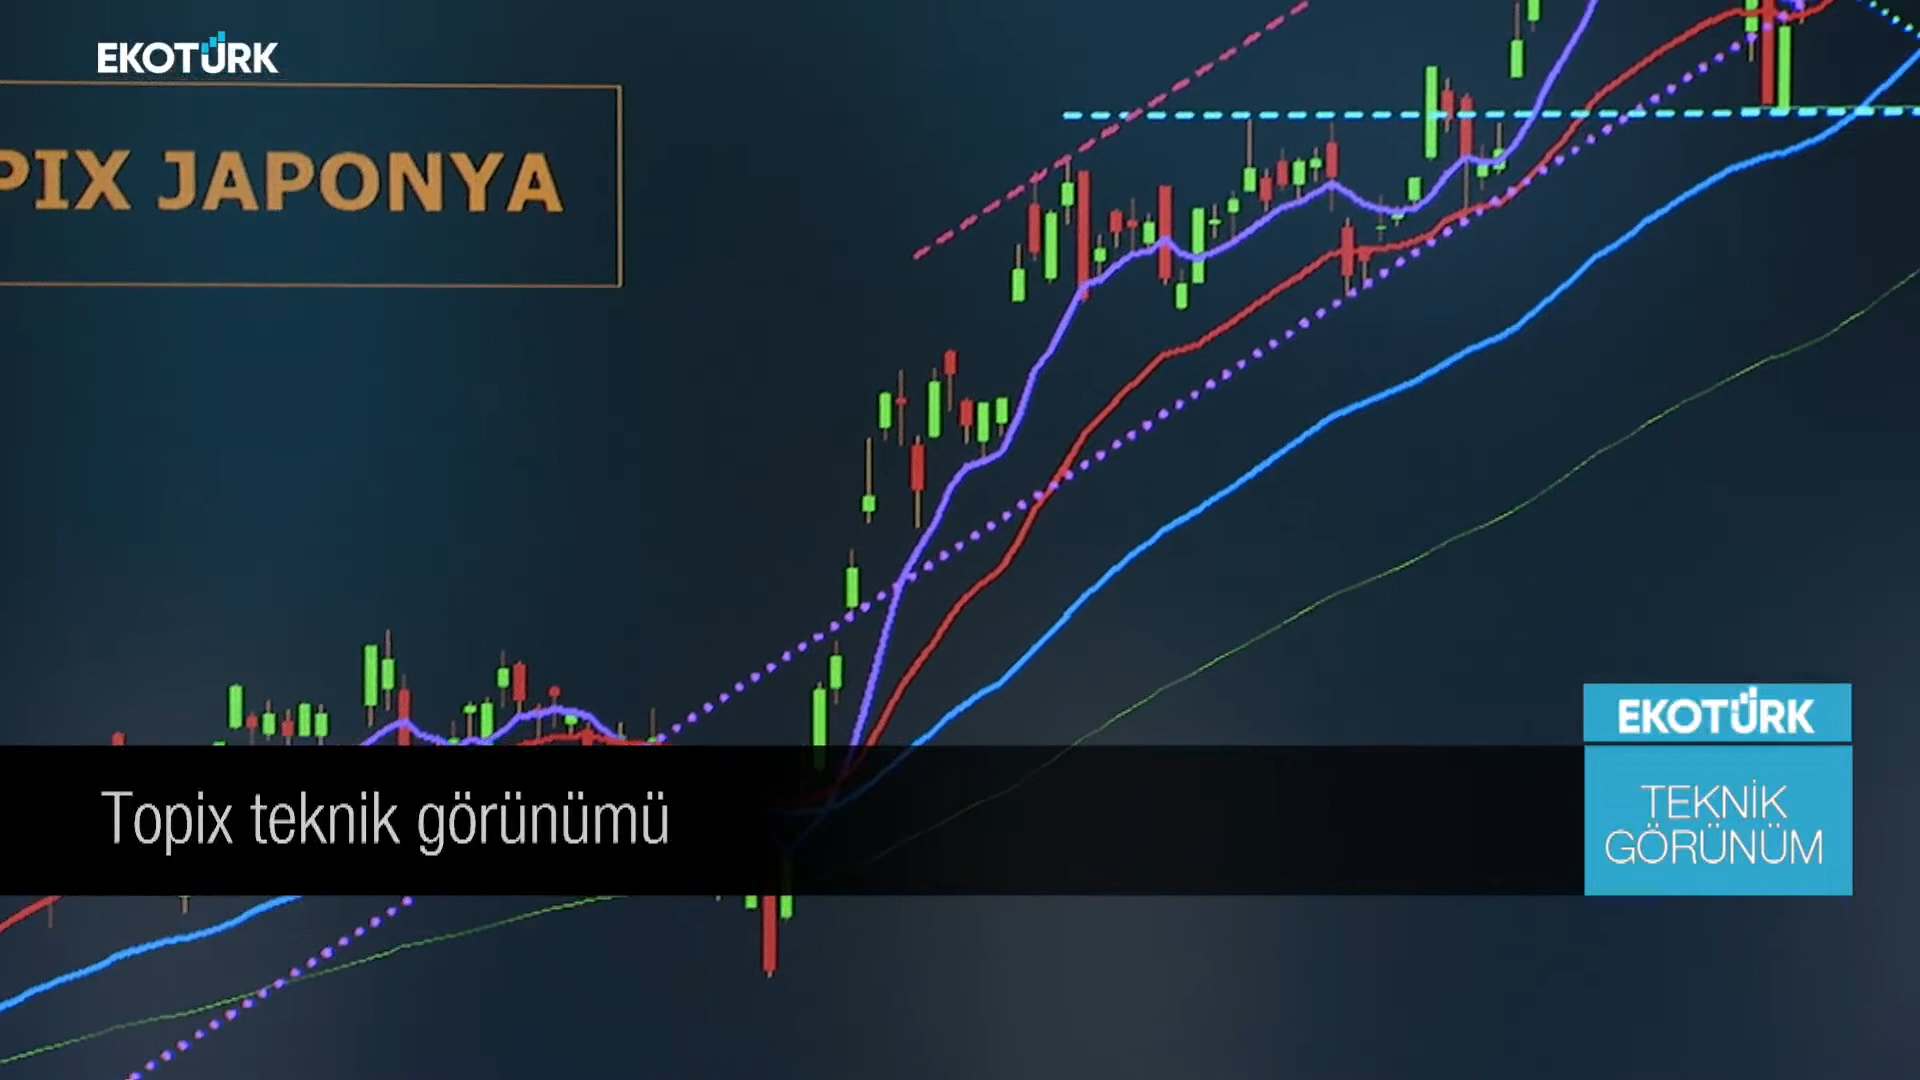 EKOTÜRK
PIX JAPONYA
EKOTÜRK
Topix teknik görünümü
TEKNİK
GÖRÜNÜM